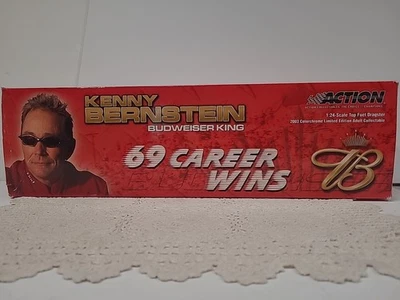 KENNY
BERNSTEIN
BUDWEISER KING
69 CAREER
WINS
ACTION
1:24-Scale Top Fuel Dragster
B